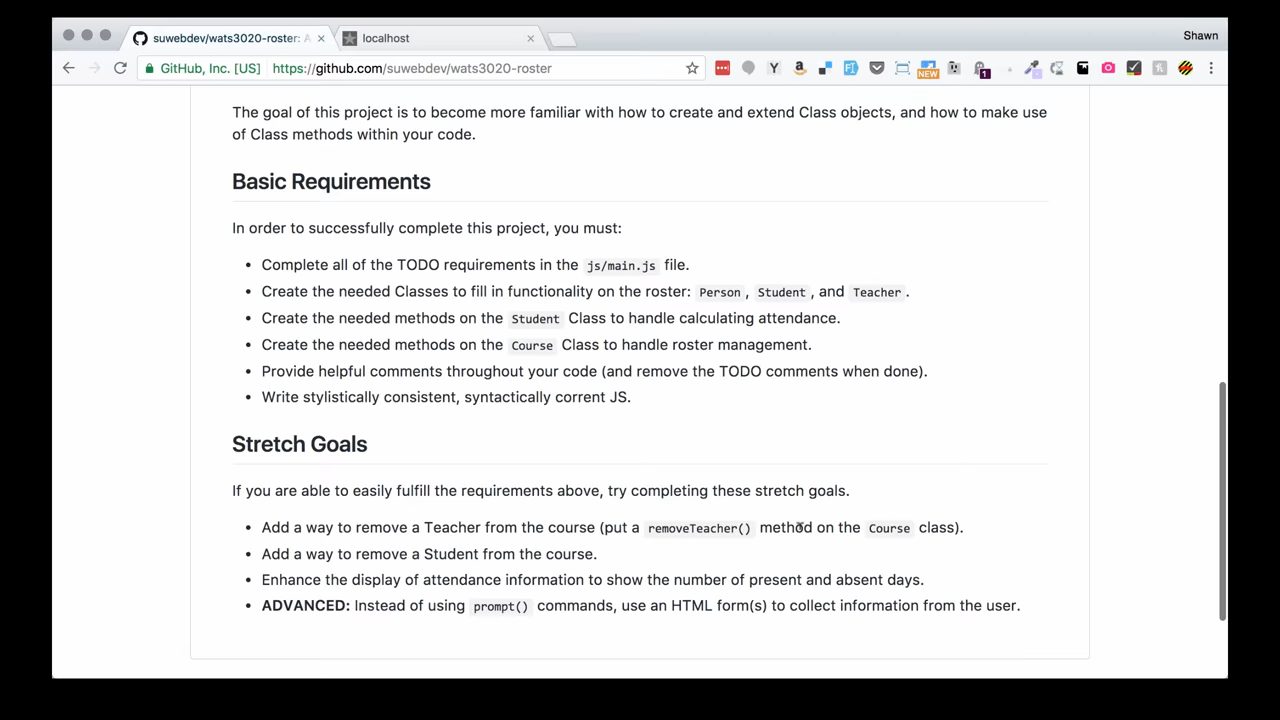 suwebdev/wats3020-roster: A
localhost
Shawn
GitHub, Inc. [US]
https://github.com/suwebdev/wats3020-roster
Y
a
NEW
1
The goal of this project is to become more familiar with how to create and extend Class objects, and how to make use
of Class methods within your code.
Basic Requirements
In order to successfully complete this project, you must:
• Complete all of the TODO requirements in the js/main.js file.
• Create the needed Classes to fill in functionality on the roster: Person, Student, and Teacher.
• Create the needed methods on the Student Class to handle calculating attendance.
• Create the needed methods on the Course Class to handle roster management.
• Provide helpful comments throughout your code (and remove the TODO comments when done).
• Write stylistically consistent, syntactically corrent JS.
Stretch Goals
If you are able to easily fulfill the requirements above, try completing these stretch goals.
• Add a way to remove a Teacher from the course (put a removeTeacher() method on the Course class).
• Add a way to remove a Student from the course.
• Enhance the display of attendance information to show the number of present and absent days.
• ADVANCED: Instead of using prompt() commands, use an HTML form(s) to collect information from the user.